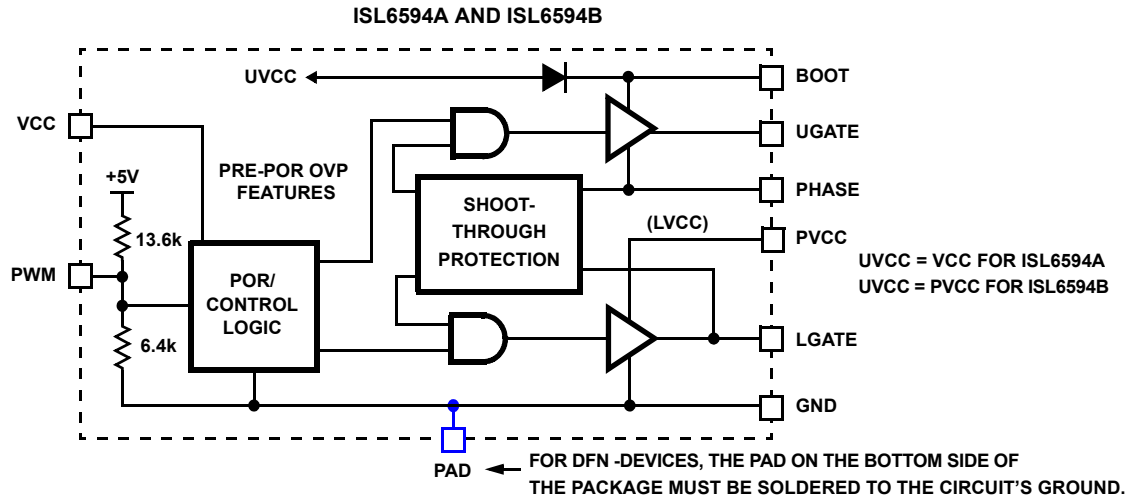 ISL6594A AND ISL6594B
UVCC
BOOT
VCC
UGATE
+5V
PRE-POR OVP
FEATURES
PHASE
SHOOT-
THROUGH
PROTECTION
(LVCC)
13.6k
PVCC
PWM
POR/
CONTROL
LOGIC
UVCC = VCC FOR ISL6594A
UVCC = PVCC FOR ISL6594B
6.4k
LGATE
GND
PAD
FOR DFN -DEVICES, THE PAD ON THE BOTTOM SIDE OF
THE PACKAGE MUST BE SOLDERED TO THE CIRCUIT'S GROUND.